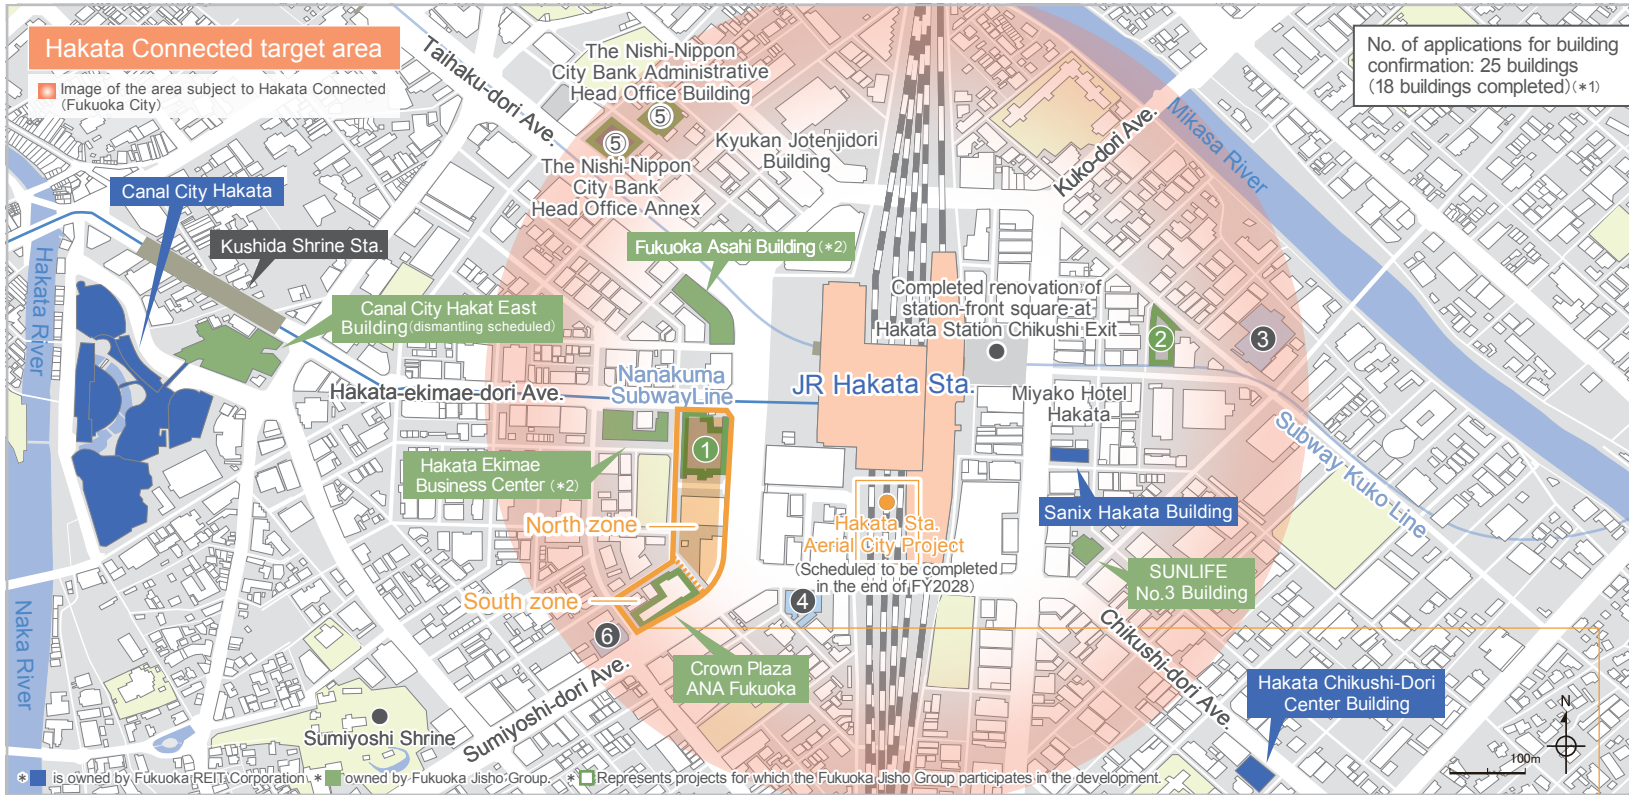 Hakata Connected target area
Image of the area subject to Hakata Connected
(Fukuoka City)
No. of applications for building
confirmation: 25 buildings
(18 buildings completed)(*1)
Taihaku-dori Ave.
The Nishi-Nippon
City Bank Administrative
Head Office Building
5
5
The Nishi-Nippon
City Bank
Head Office Annex
Kyukan Jotenjidori
Building
Kuko-dori Ave.
Mikasa River
Canal City Hakata
Kushida Shrine Sta.
Hakata River
Fukuoka Asahi Building(*2)
Canal City Hakat East
Building(dismantling scheduled)
Completed renovation of
station-front square at
Hakata Station Chikushi Exit
2
3
Hakata-ekimae-dori Ave.
Nanakuma
SubwayLine
JR Hakata Sta.
Miyako Hotel
Hakata
Subway Kuko Line
1
Hakata Ekimae
Business Center (*2)
North zone
Hakata Sta.
Aerial City Project
(Scheduled to be completed
in the end of FY2028)
Sanix Hakata Building
SUNLIFE
No.3 Building
South zone
4
6
Naka River
Crown Plaza
ANA Fukuoka
Chikushi-dori Ave.
Hakata Chikushi-Dori
Center Building
Sumiyoshi-dori Ave.
Sumiyoshi Shrine
N
100m
* is owned by Fukuoka REIT Corporation * owned by Fukuoka Jisho Group. * Represents projects for which the Fukuoka Jisho Group participates in the development.